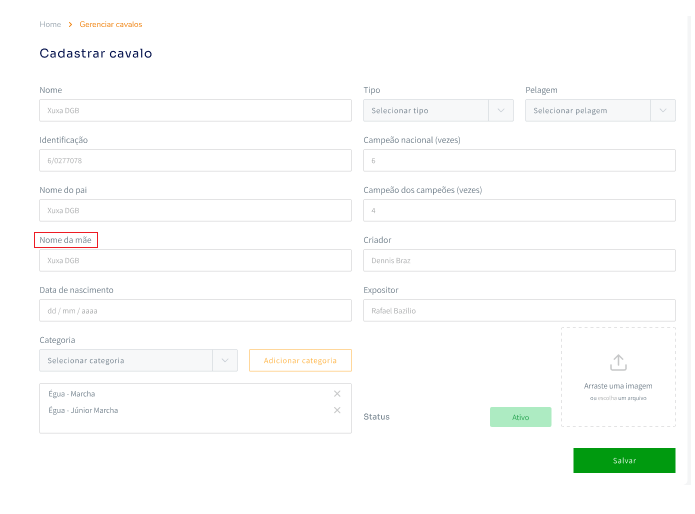 Home > Gerenciar cavalos
Cadastrar cavalo
Nome
Xuxa DGB
Tipo
Selecionar tipo
Pelagem
Selecionar pelagem
Identificação
6/0277078
Campeão nacional (vezes)
6
Nome do pai
Xuxa DGB
Campeão dos campeões (vezes)
4
Nome da mãe
Xuxa DGB
Criador
Dennis Braz
Data de nascimento
dd / mm / aaaa
Expositor
Rafael Bazílio
Categoria
Selecionar categoria
Adicionar categoria
Égua - Marcha
Égua - Júnior Marcha
Status
Ativo
Arraste uma imagem
ou escolha um arquivo
Salvar